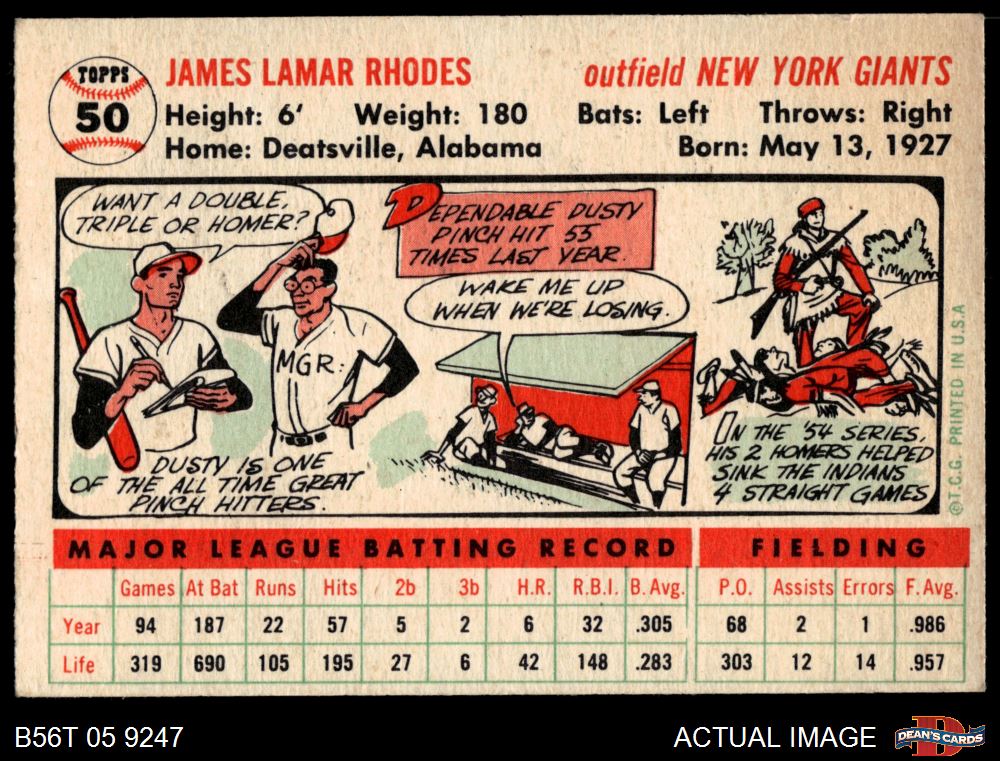 TOPPS
50
JAMES LAMAR RHODES
outfield NEW YORK GIANTS
Height: 6' Weight: 180 Bats: Left Throws: Right
Home: Deatsville, Alabama Born: May 13, 1927
WANT A DOUBLE,
TRIPLE OR HOMER?
MGR:
DUSTY IS ONE
OF THE ALL TIME GREAT
PINCH HITTERS.
DEPENDABLE DUSTY
PINCH HIT 55
TIMES LAST YEAR.
WAKE ME UP
WHEN WE'RE LOSING.
IN THE '54 SERIES,
HIS 2 HOMERS HELPED
SINK THE INDIANS
4 STRAIGHT GAMES
©T.C.G. PRINTED IN U.S.A
MAJOR LEAGUE BATTING RECORD FIELDING
Games At Bat Runs Hits 2b 3b H.R. R.B.I. B. Avg. P.O. Assists Errors F. Avg.
Year 94 187 22 57 5 2 6 32 .305 68 2 1 .986
Life 319 690 105 195 27 6 42 148 .283 303 12 14 .957
B56T 05 9247
ACTUAL IMAGE
D
DEAN'S CARDS